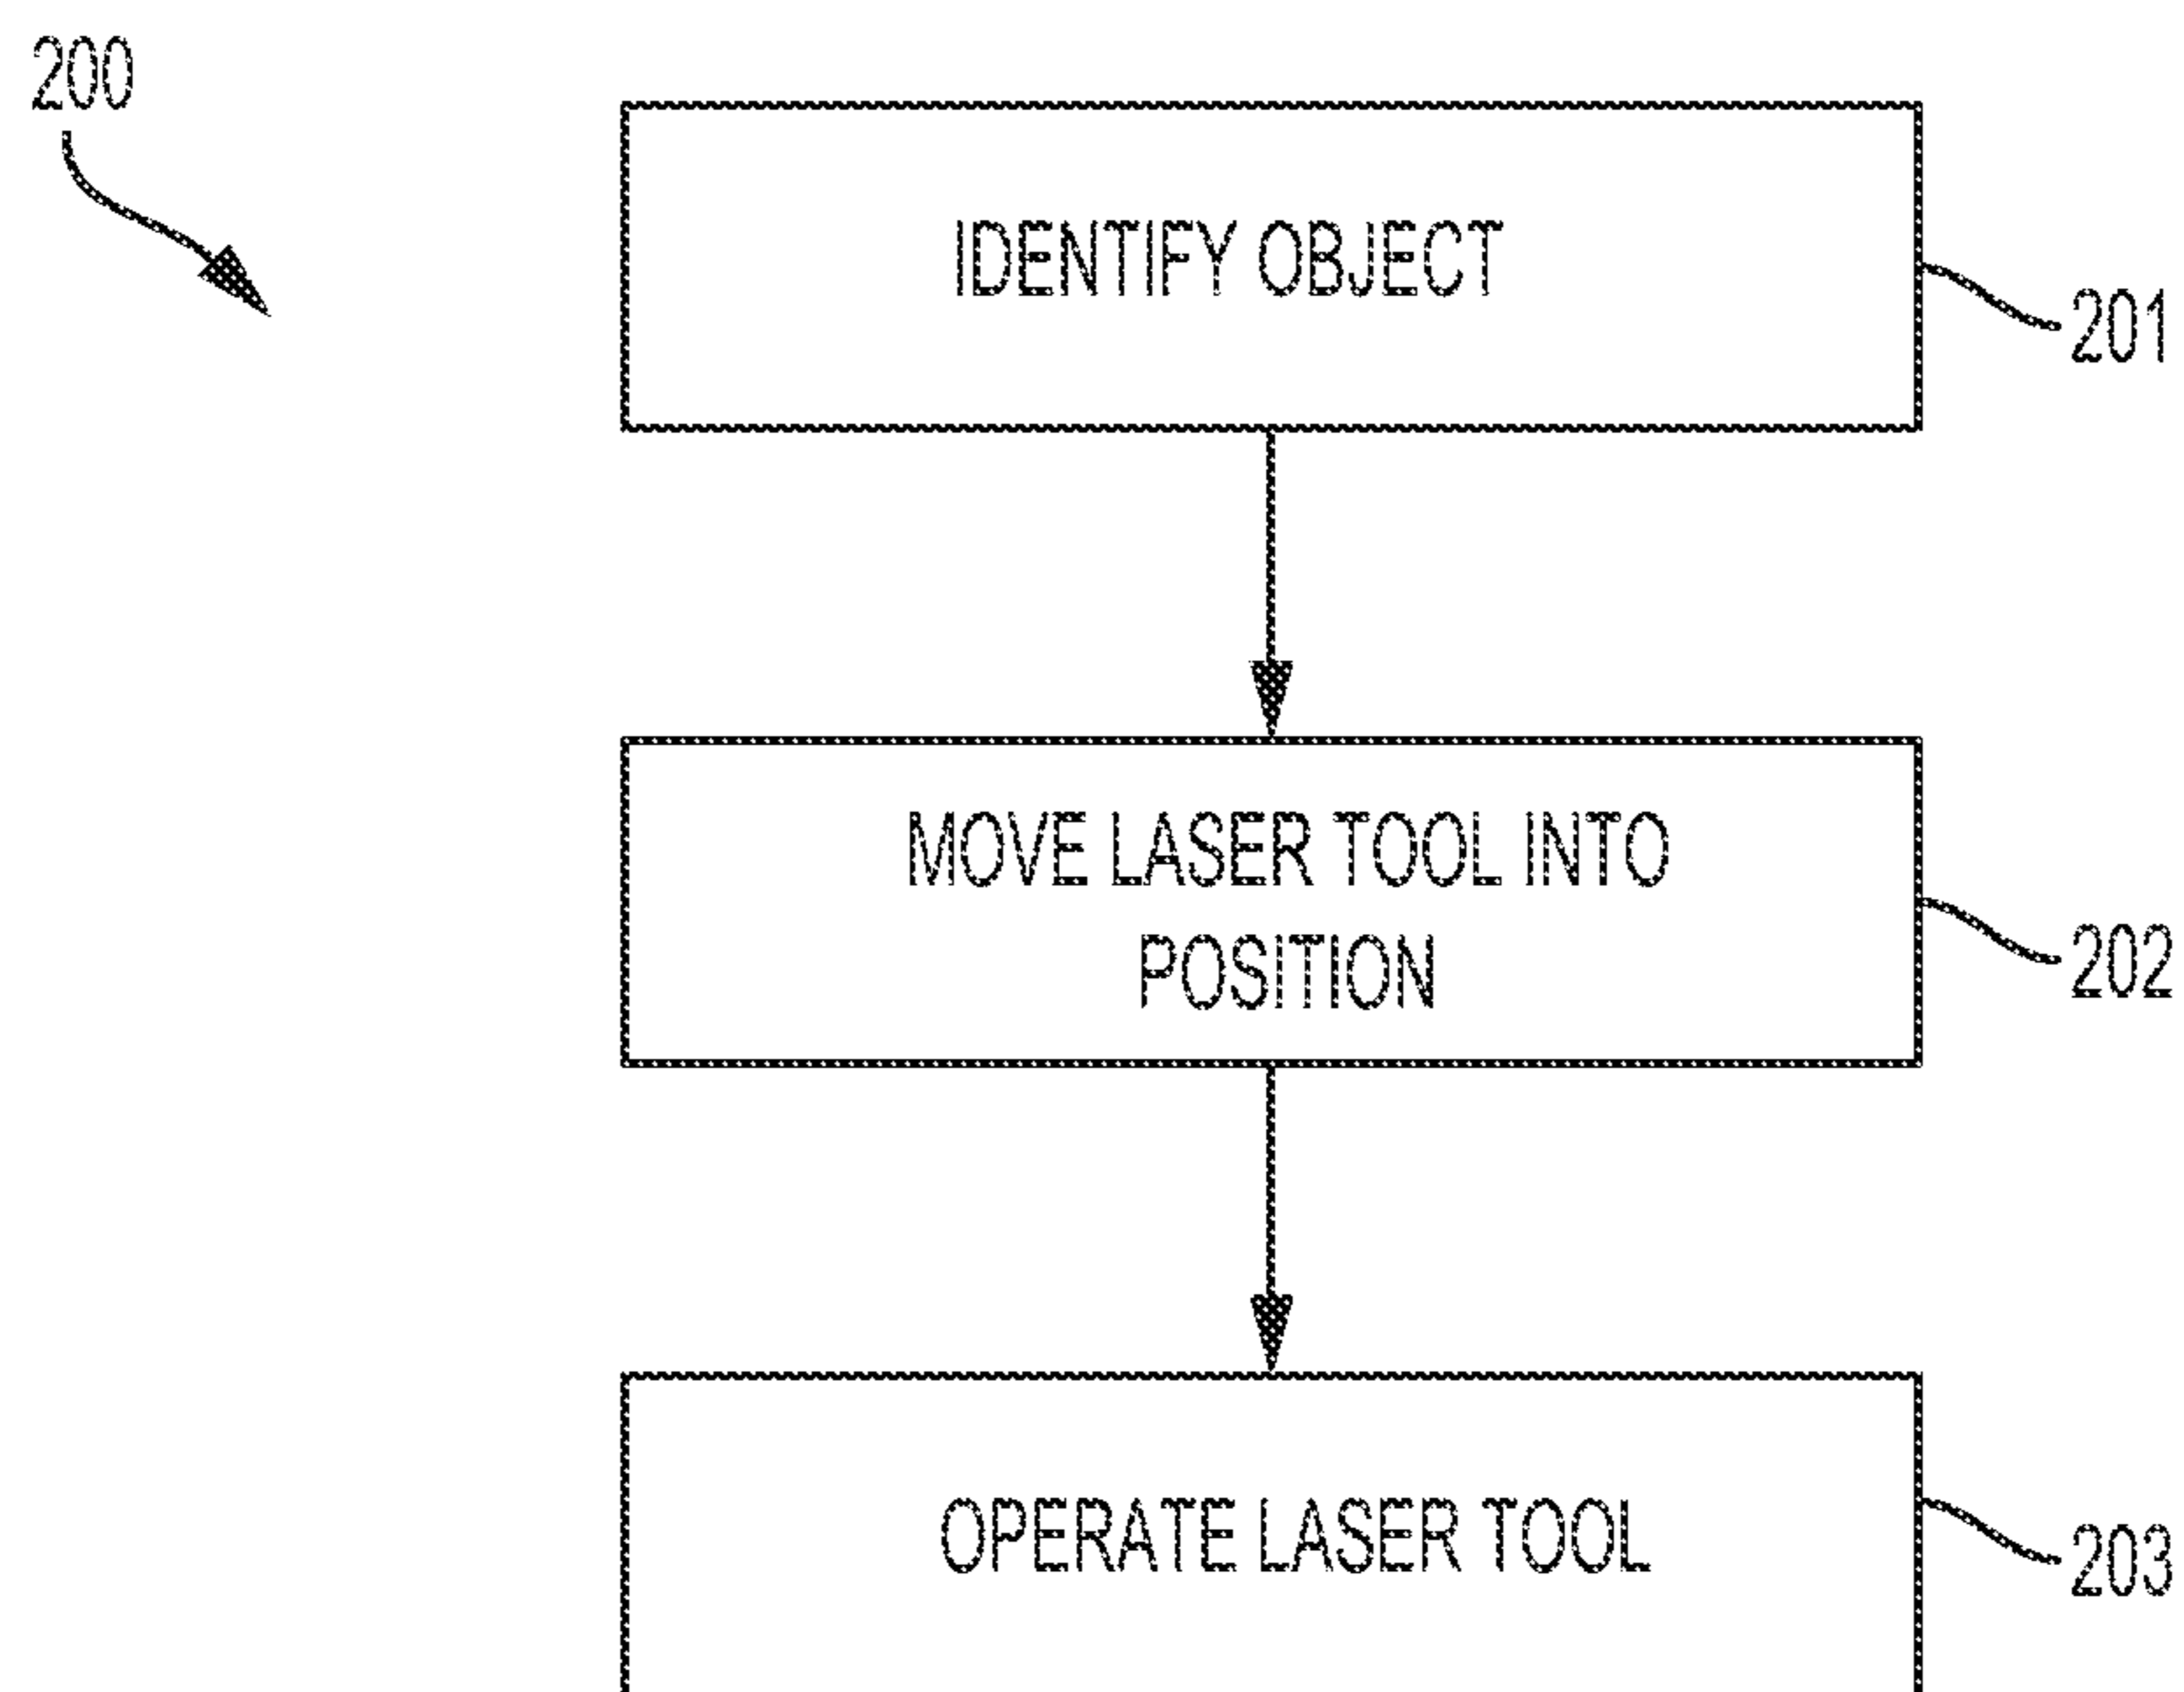 200
IDENTIFY OBJECT
201
MOVE LASER TOOL INTO
POSITION
202
OPERATE LASER TOOL
203